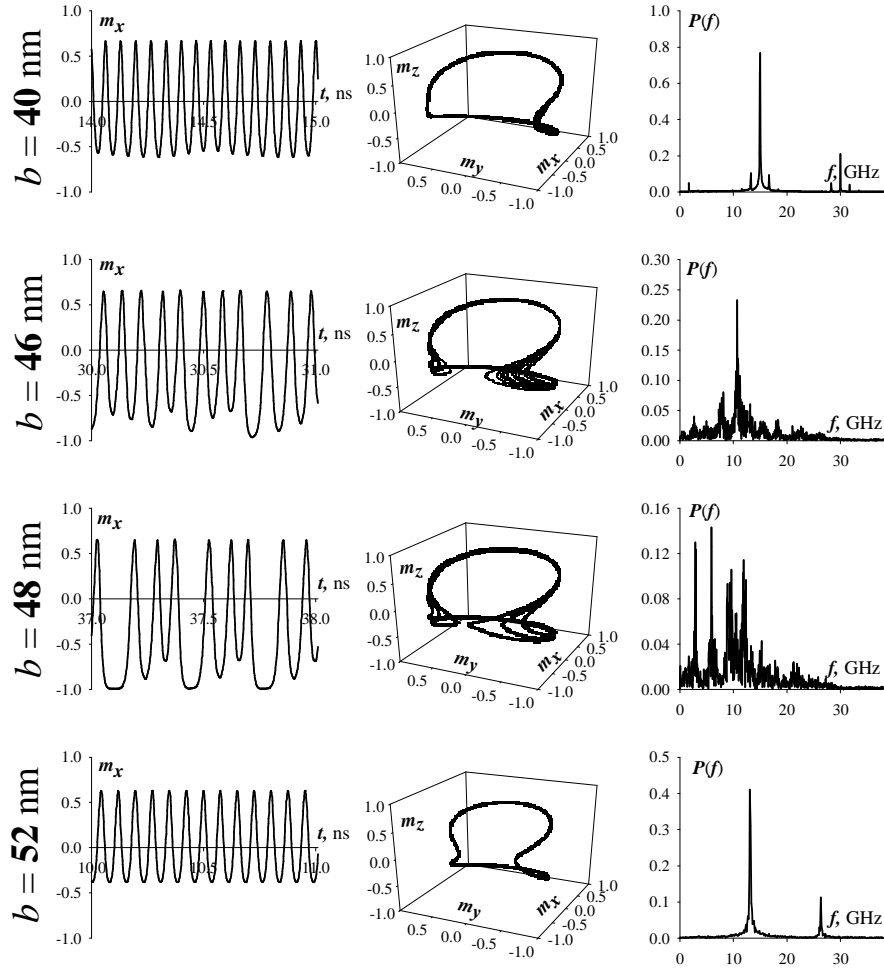 b = 40 nm
1.0
0.5
0.0
-0.5
-1.0
m_x
t, ns
14.0 14.5 15.0
1.0
0.5
0.0
-0.5
-1.0
m_z
0.5 0.0 -0.5 -1.0
m_y
m_x
1.0
0.5
0.0
-0.5
-1.0
P(f)
1.0
0.8
0.6
0.4
0.2
0.0
f, GHz
0 10 20 30
b = 46 nm
1.0
0.5
0.0
-0.5
-1.0
m_x
t, ns
30.0 30.5 31.0
1.0
0.5
0.0
-0.5
-1.0
m_z
0.5 0.0 -0.5 -1.0
m_y
m_x
1.0
0.5
0.0
-0.5
-1.0
P(f)
0.30
0.25
0.20
0.15
0.10
0.05
0.00
f, GHz
0 10 20 30
b = 48 nm
1.0
0.5
0.0
-0.5
-1.0
m_x
t, ns
37.0 37.5 38.0
1.0
0.5
0.0
-0.5
-1.0
m_z
0.5 0.0 -0.5 -1.0
m_y
m_x
1.0
0.5
0.0
-0.5
-1.0
P(f)
0.16
0.12
0.08
0.04
0.00
f, GHz
0 10 20 30
b = 52 nm
1.0
0.5
0.0
-0.5
-1.0
m_x
t, ns
10.0 10.5 11.0
1.0
0.5
0.0
-0.5
-1.0
m_z
0.5 0.0 -0.5 -1.0
m_y
m_x
1.0
0.5
0.0
-0.5
-1.0
P(f)
0.5
0.4
0.3
0.2
0.1
0.0
f, GHz
0 10 20 30